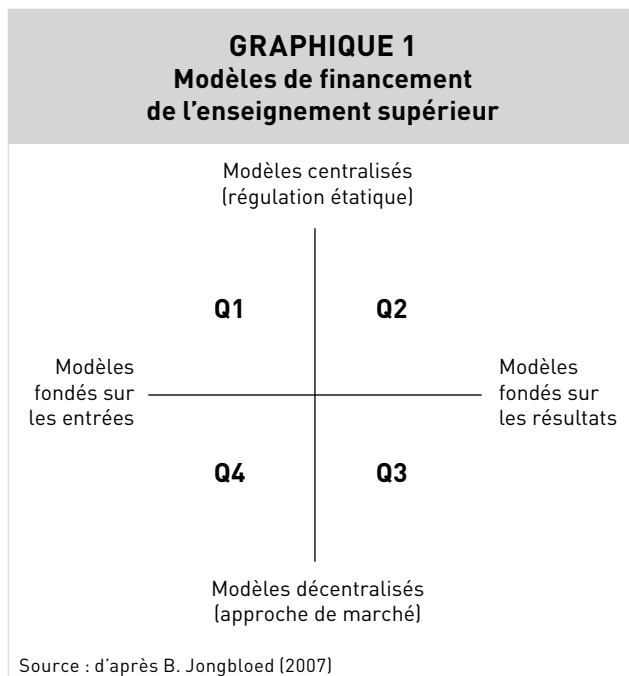 GRAPHIQUE 1
Modèles de financement
de l’enseignement supérieur
Modèles centralisés
(régulation étatique)
Q1
Q2
Modèles
fondés sur
les entrées
Modèles
fondés sur
les résultats
Q4
Q3
Modèles décentralisés
(approche de marché)
Source : d'après B. Jongbloed (2007)